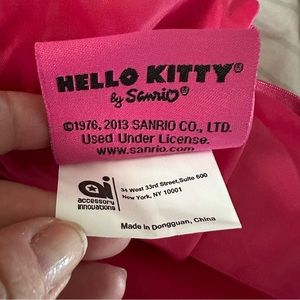 HELLO KITTY®
by Sanrio®
©1976, 2013 SANRIO CO., LTD.
Used Under License.
www.sanrio.com
ai
accessory
innovations
34 West 33rd Street,Suite 600
New York, NY 10001
Made in Dongguan, China